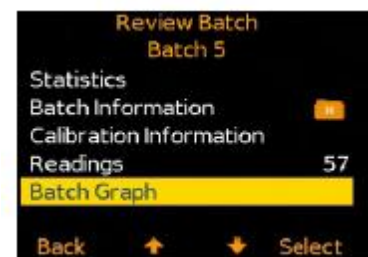 Review Batch
Batch 5
Statistics
Batch Information
Calibration Information
Readings 57
Batch Graph
Back Select